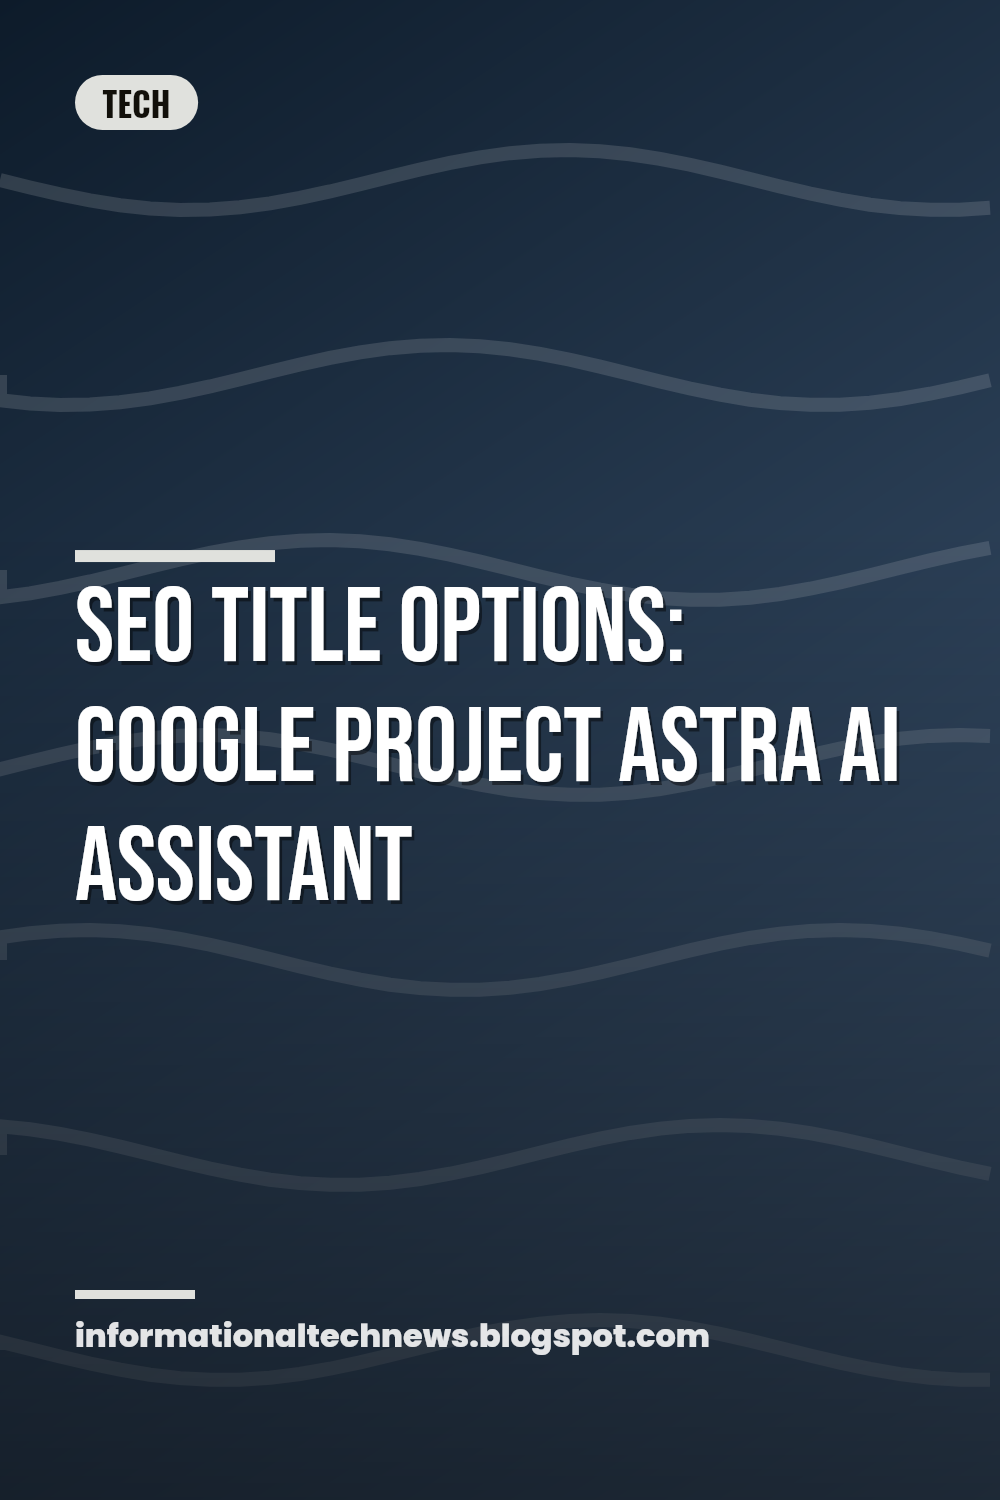 TECH
SEO TITLE OPTIONS:
GOOGLE PROJECT ASTRA AI
ASSISTANT
informationaltechnews.blogspot.com